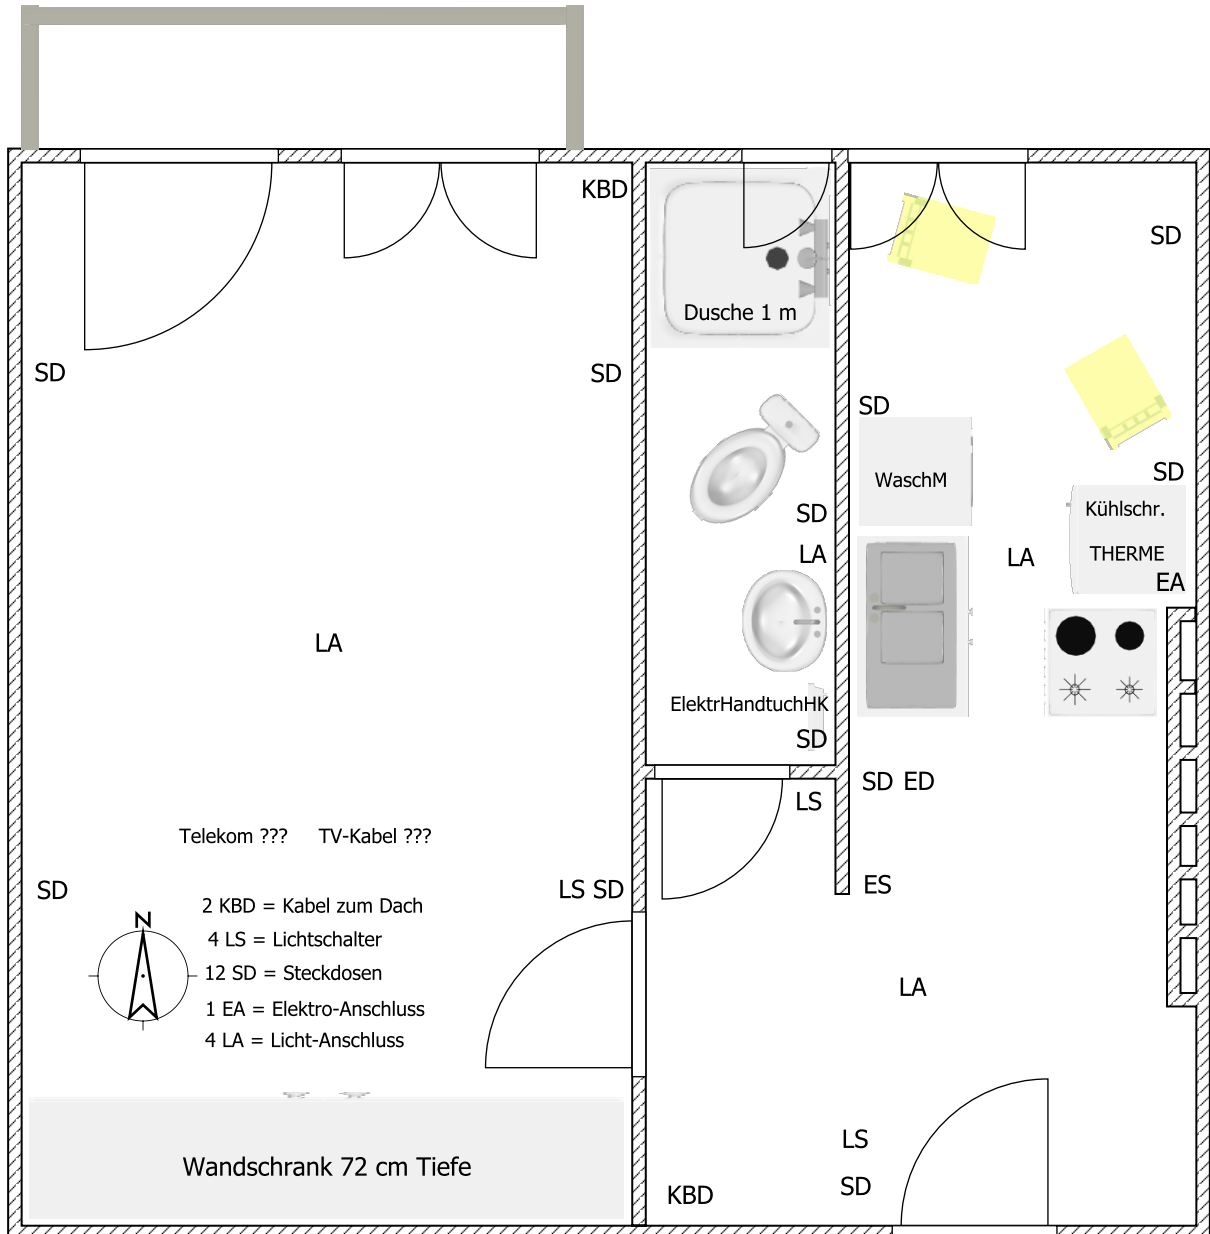 KBD
SD
Dusche 1 m
SD
SD
SD
SD
WaschM
Kühlschr.
SD
LA
LA
THERME
EA
LA
ElektrHandtuchHK
SD
SD ED
LS
Telekom ???
TV-Kabel ???
ES
SD
LS SD
2 KBD = Kabel zum Dach
N
4 LS = Lichtschalter
12 SD = Steckdosen
LA
1 EA = Elektro-Anschluss
4 LA = Licht-Anschluss
LS
Wandschrank 72 cm Tiefe
SD
KBD